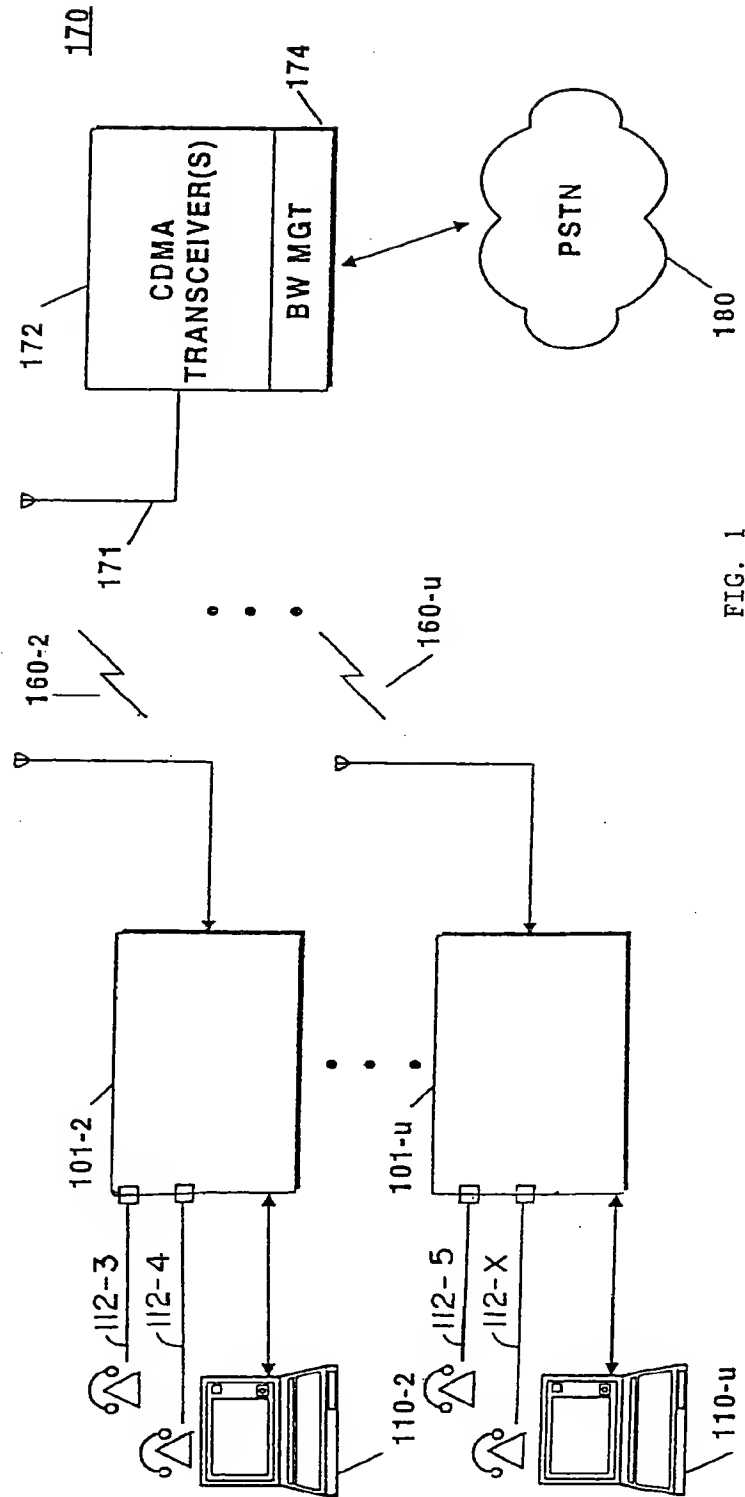 170
172
CDMA
TRANSCEIVER(S)
BW MGT
174
171
PSTN
180
160-2
160-u
101-2
101-u
112-3
112-4
112-5
112-X
110-2
110-u
FIG. 1